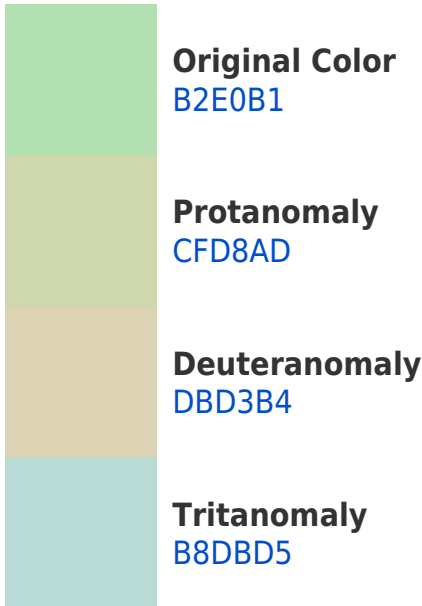 Original Color
B2E0B1
Protanomaly
CFD8AD
Deuteranomaly
DBD3B4
Tritanomaly
B8DBD5